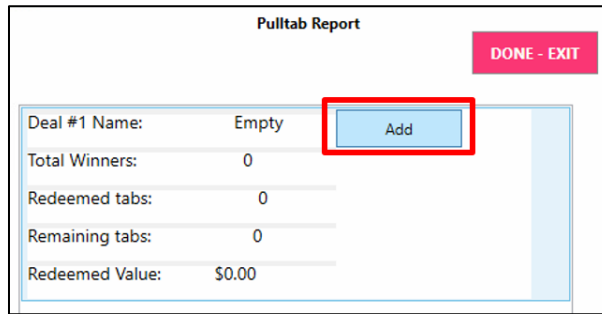 Pulltab Report
DONE - EXIT
Deal #1 Name: Empty Add
Total Winners: 0
Redeemed tabs: 0
Remaining tabs: 0
Redeemed Value: $0.00